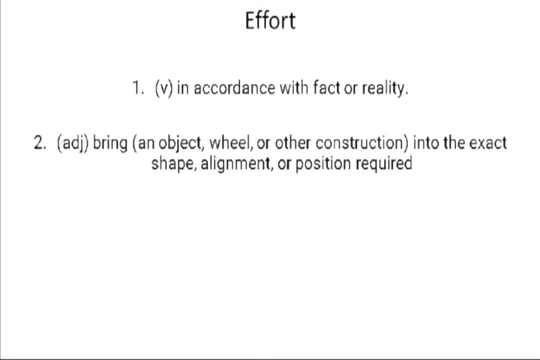 Effort
1. (v) in accordance with fact or reality.
2. (adj) bring (an object, wheel, or other construction) into the exact
shape, alignment, or position required